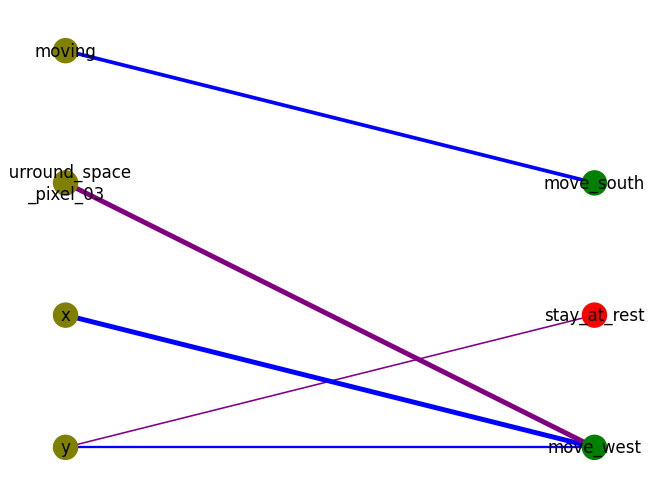 moving
urround_space
_pixel_03
move_south
x
stay_at_rest
y
move_west